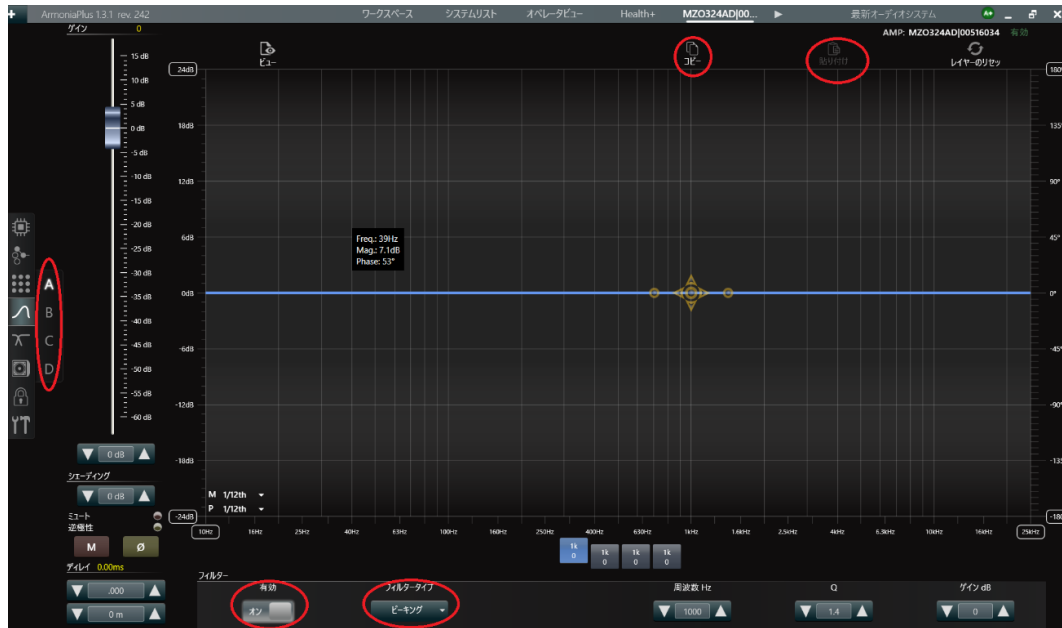 ArmoniaPlus 1.3.1 rev. 242 ワークスペース システムリスト オペレータビュー Health+ MZO324AD|00... ▶ 最新オーディオシステム A+
ゲイン 0
AMP: MZO324AD|00516034 有効
ビュー コピー 貼り付け レイヤーのリセッ
15 dB
10 dB
5 dB
0 dB
-5 dB
-10 dB
-15 dB
-20 dB
-25 dB
-30 dB
-35 dB
-40 dB
-45 dB
-50 dB
-55 dB
-60 dB
A
B
C
D
24dB
18dB
12dB
6dB
0dB
-6dB
-12dB
-18dB
-24dB
180
135°
90°
45°
0°
-45°
-90°
-135
-180
Freq.: 39Hz
Mag.: 7.1dB
Phase: 53°
M 1/12th
P 1/12th
10Hz 16Hz 25Hz 40Hz 63Hz 100Hz 160Hz 250Hz 400Hz 630Hz 1kHz 1.6kHz 2.5kHz 4kHz 6.3kHz 10kHz 16kHz 25kHz
1k 1k 1k 1k
0 0 0 0
0 dB
シェーディング
0 dB
ミュート
逆極性
M Ø
ディレイ 0.00ms
.000
0 m
フィルター
有効 フィルタータイプ 周波数 Hz Q ゲイン dB
オン ピーキング 1000 1.4 0